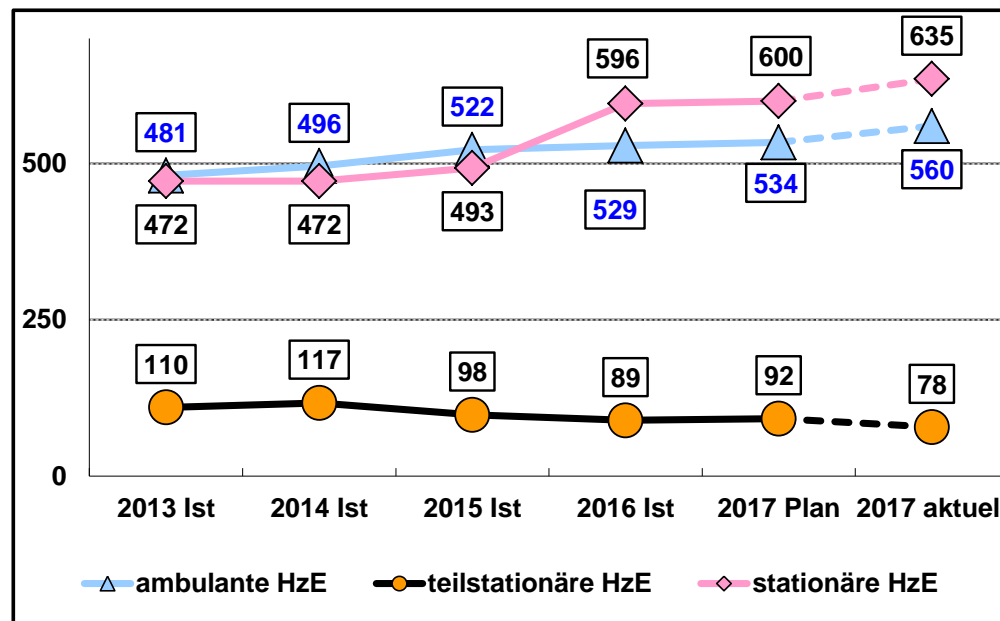 635
596
600
522
496
481
500
560
534
529
493
472
472
250
110
117
98
89
92
78
0
2013 Ist
2014 Ist
2015 Ist
2016 Ist
2017 Plan
2017 aktuel
ambulante HzE
teilstationäre HzE
stationäre HzE